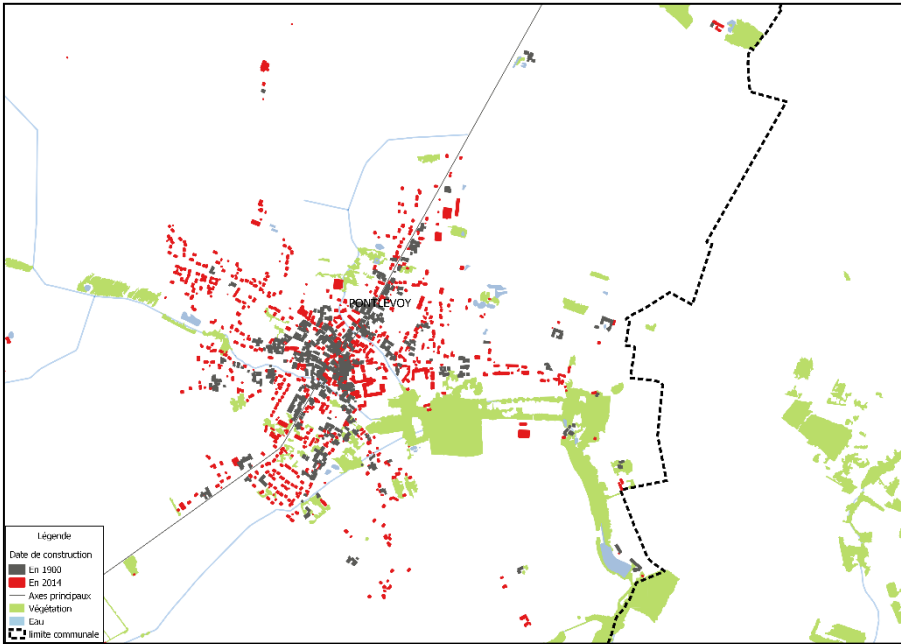 PONTLEVOY
Légende
Date de construction
En 1900
En 2014
Axes principaux
Végétation
Eau
limite communale